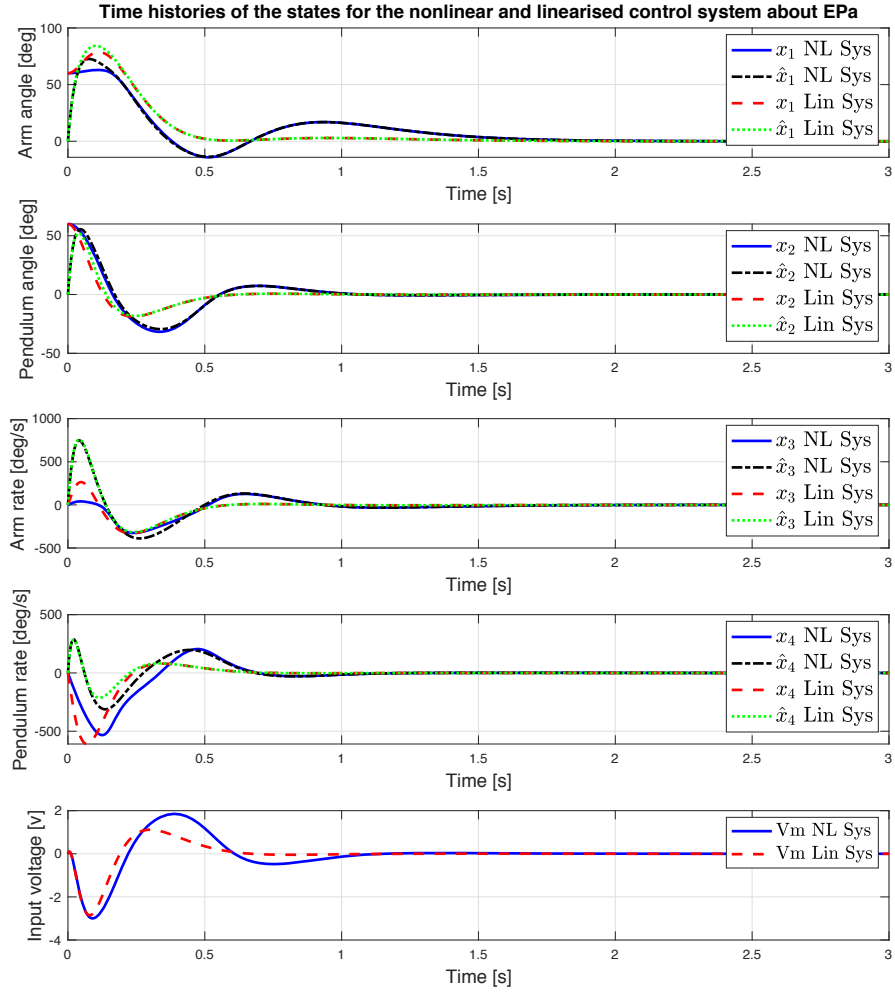 Time histories of the states for the nonlinear and linearised control system about EPa
Arm angle [deg]
100
50
0
0
0.5
1
1.5
2
2.5
3
Time [s]
x₁ NL Sys
x̂₁ NL Sys
x₁ Lin Sys
x̂₁ Lin Sys
Pendulum angle [deg]
50
0
-50
0
0.5
1
1.5
2
2.5
3
Time [s]
x₂ NL Sys
x̂₂ NL Sys
x₂ Lin Sys
x̂₂ Lin Sys
Arm rate [deg/s]
1000
500
0
-500
0
0.5
1
1.5
2
2.5
3
Time [s]
x₃ NL Sys
x̂₃ NL Sys
x₃ Lin Sys
x̂₃ Lin Sys
Pendulum rate [deg/s]
500
0
-500
0
0.5
1
1.5
2
2.5
3
Time [s]
x₄ NL Sys
x̂₄ NL Sys
x₄ Lin Sys
x̂₄ Lin Sys
Input voltage [v]
2
0
-2
-4
0
0.5
1
1.5
2
2.5
3
Time [s]
Vm NL Sys
Vm Lin Sys